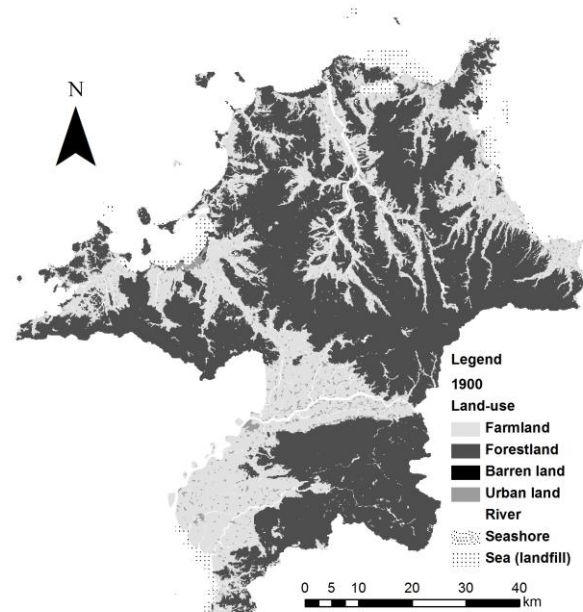 N
Legend
1900
Land-use
Farmland
Forestland
Barren land
Urban land
River
Seashore
Sea (landfill)
0 5 10 20 30 40
km